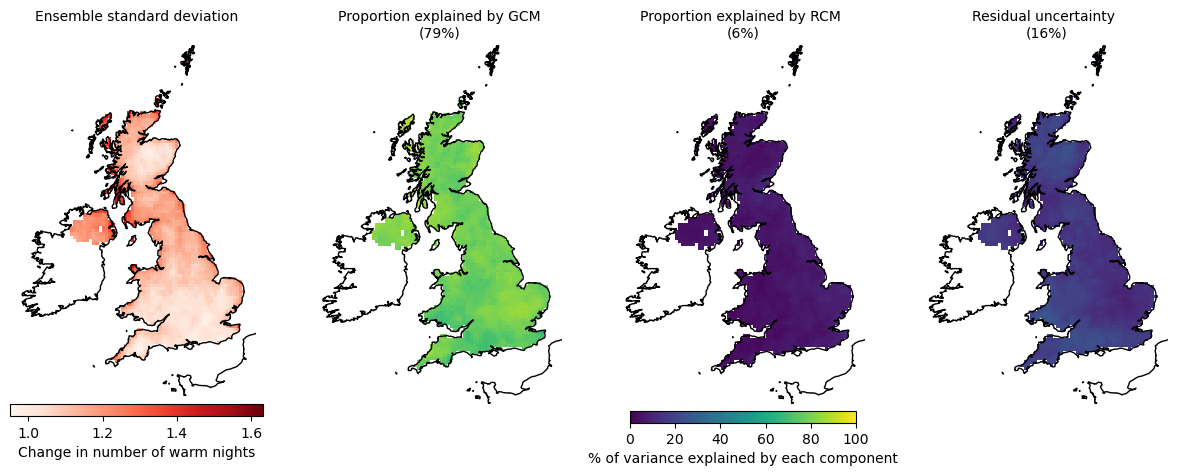 Ensemble standard deviation
Proportion explained by GCM
(79%)
Proportion explained by RCM
(6%)
Residual uncertainty
(16%)
1.0 1.2 1.4 1.6
Change in number of warm nights
0 20 40 60 80 100
% of variance explained by each component